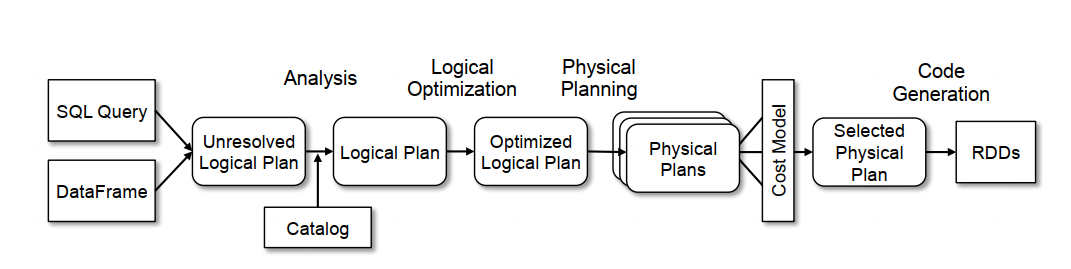 Analysis
Logical
Optimization
Physical
Planning
Code
Generation
SQL Query
DataFrame
Unresolved
Logical Plan
Catalog
Logical Plan
Optimized
Logical Plan
Physical
Plans
Cost Model
Selected
Physical
Plan
RDDs